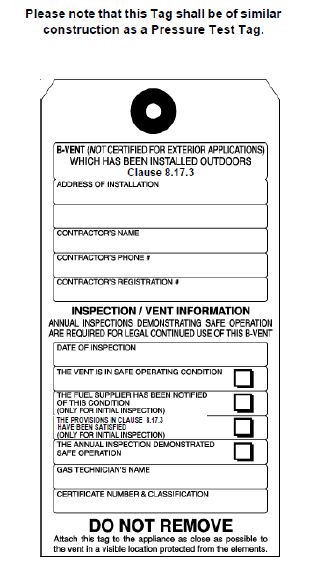 Please note that this Tag shall be of similar
construction as a Pressure Test Tag.
B-VENT (NOT CERTIFIED FOR EXTERIOR APPLICATIONS)
WHICH HAS BEEN INSTALLED OUTDOORS
Clause 8.17.3
ADDRESS OF INSTALLATION
CONTRACTOR'S NAME
CONTRACTOR'S PHONE #
CONTRACTOR'S REGISTRATION #
INSPECTION / VENT INFORMATION
ANNUAL INSPECTIONS DEMONSTRATING SAFE OPERATION
ARE REQUIRED FOR LEGAL CONTINUED USE OF THIS B-VENT
DATE OF INSPECTION
THE VENT IS IN SAFE OPERATING CONDITION
THE FUEL SUPPLIER HAS BEEN NOTIFIED
OF THIS CONDITION
(ONLY FOR INITIAL INSPECTION)
THE PROVISIONS IN CLAUSE 8.17.3
HAVE BEEN SATISFIED
(ONLY FOR INITIAL INSPECTION)
THE ANNUAL INSPECTION DEMONSTRATED
SAFE OPERATION
GAS TECHNICIAN'S NAME
CERTIFICATE NUMBER & CLASSIFICATION
DO NOT REMOVE
Attach this tag to the appliance as close as possible to
the vent in a visible location protected from the elements.